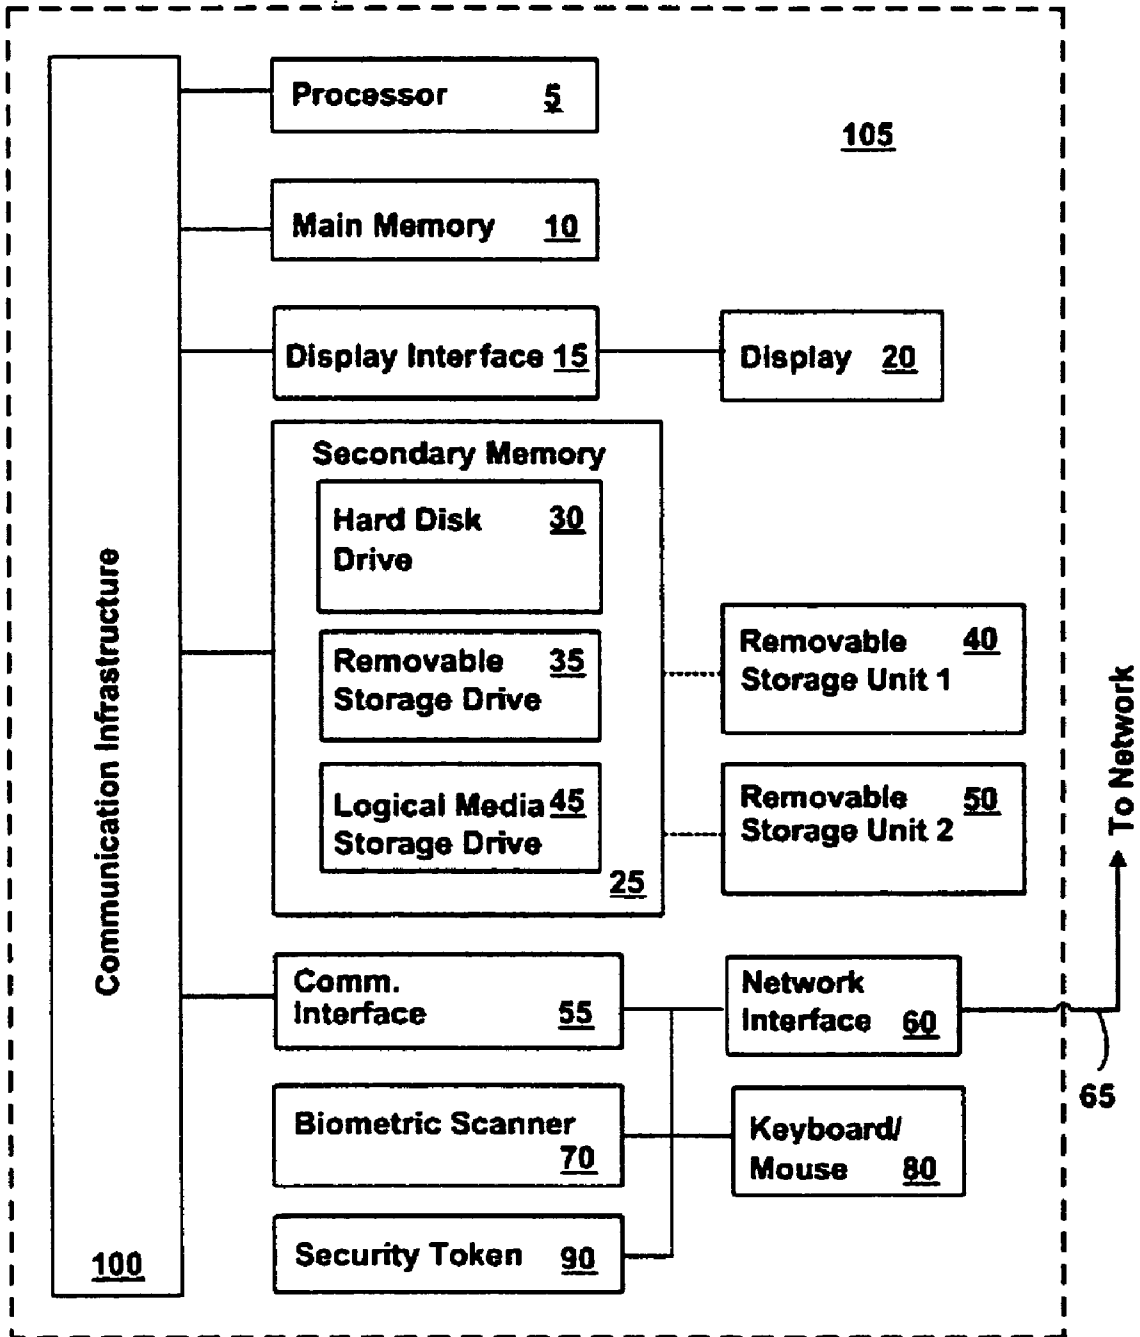 Processor 5
105
Main Memory 10
Display Interface 15
Display 20
Secondary Memory
Hard Disk 30
Drive
Removable 35
Storage Drive
Logical Media 45
Storage Drive
25
Removable 40
Storage Unit 1
Removable 50
Storage Unit 2
To Network
Communication Infrastructure
100
Comm.
Interface 55
Network
Interface 60
65
Biometric Scanner
70
Keyboard/
Mouse 80
Security Token 90